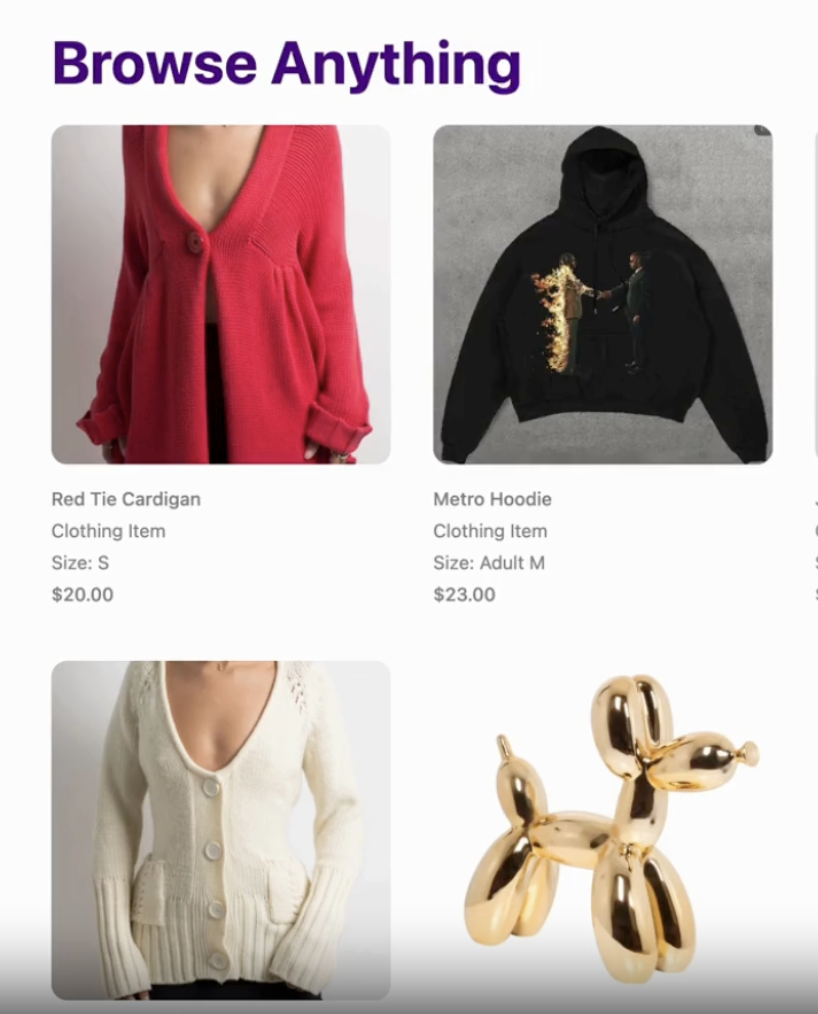 Browse Anything
Red Tie Cardigan
Clothing Item
Size: S
$20.00
Metro Hoodie
Clothing Item
Size: Adult M
$23.00